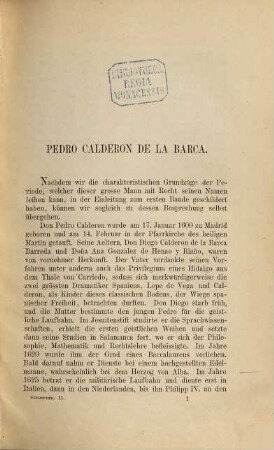 BIBLIOTHECA
REGIA
MONACENSIS
PEDRO CALDERON DE LA BARCA.
Nachdem wir die charakteristischen Grundzüge der Pe-
riode, welcher dieser grosse Mann mit Recht seinen Namen
leihen kann, in der Einleitung zum ersten Bande geschildert
haben, können wir sogleich zu dessen Besprechung selbst
übergehen.
Don Pedro Calderon wurde am 17. Januar 1600 zu Madrid
geboren und am 14. Februar in der Pfarrkirche des heiligen
Martin getauft. Seine Aeltern, Don Diego Calderon de la Barca
Barreda und Doña Ana Gonzalez de Henao y Riaño, waren
von vornehmer Herkunft. Der Vater verdankte seinen Vor-
fahren unter andern auch das Privilegium eines Hidalgo aus
dem Thale von Carriedo, sodass sich merkwürdigerweise die
zwei grössten Dramatiker Spaniens, Lope de Vega und Cal-
deron, als Kinder dieses classischen Bodens, der Wiege spa-
nischer Freiheit, betrachten durften. Don Diego starb früh,
und die Mutter bestimmte den jungen Pedro für die geist-
liche Laufbahn. Im Jesuitenstift studirte er die Sprachwissen-
schaften, erhielt die ersten geistlichen Weihen und setzte
dann seine Studien in Salamanca fort, wo er sich der Philo-
sophie, Mathematik und Rechtslehre befleissigte. Im Jahre
1620 wurde ihm der Grad eines Baccalaureus verliehen.
Bald darauf nahm er Dienste bei einem hochgestellten Edel-
manne, wahrscheinlich bei dem Herzog von Alba. Im Jahre
1625 betrat er die militärische Laufbahn und diente erst in
Italien, dann in den Niederlanden, bis ihn Philipp IV. an den
II.
1